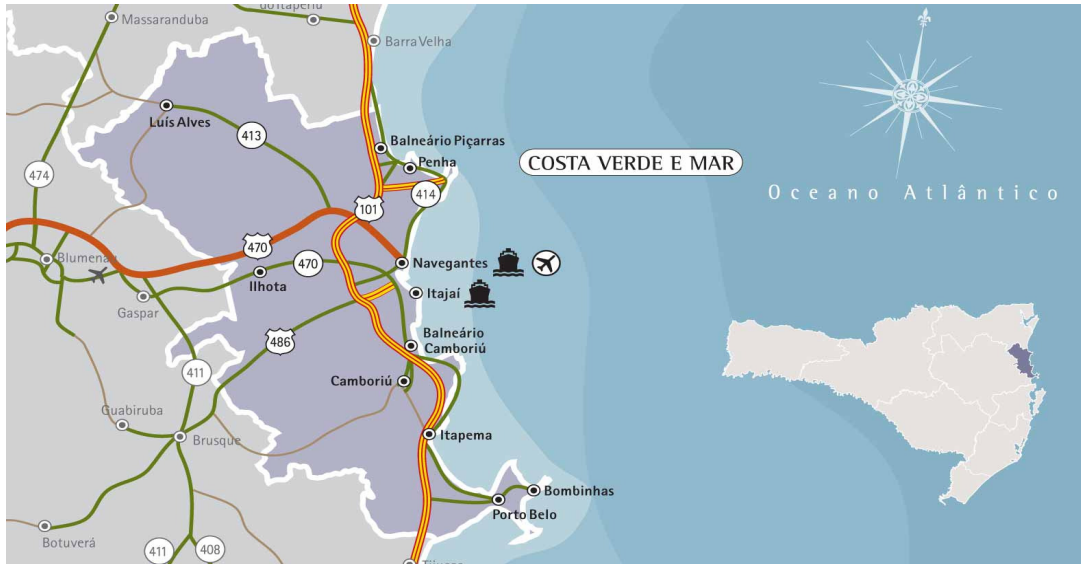 do Itaperiú
Massaranduba
Barra Velha
Luís Alves
413
Balneário Piçarras
Penha
COSTA VERDE E MAR
474
414
Oceano Atlântico
101
470
Blumenau
470
Navegantes
Ilhota
Itajaí
Gaspar
486
Balneário
Camboriú
411
Camboriú
Guabiruba
Brusque
Itapema
Bombinhas
Porto Belo
Botuverá
411
408